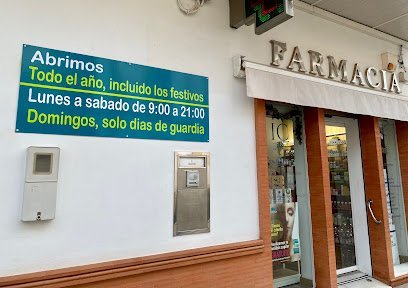 Abrimos
Todo el año, incluido los festivos
Lunes a sabado de 9:00 a 21:00
Domingos, solo dias de guardia
FARMACIA